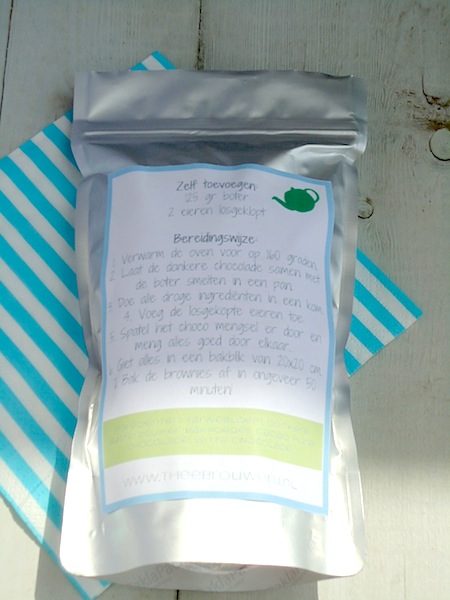 Zelf toevoegen:
25 gr boter
2 eieren losgeklopt
Bereidingswijze:
1. Verwarm de oven voor op 160 graden.
2. Laat de donkere chocolade samen met
de boter smelten in een pan.
3. Doe alle droge ingrediënten in een kom.
4. Voeg de losgeklopte eieren toe.
5. Spatel het choco mengsel er door en
meng alles goed door elkaar.
6. Giet alles in een bakblik van 20x20 cm.
7. Bak de brownies af in ongeveer 50
minuten!